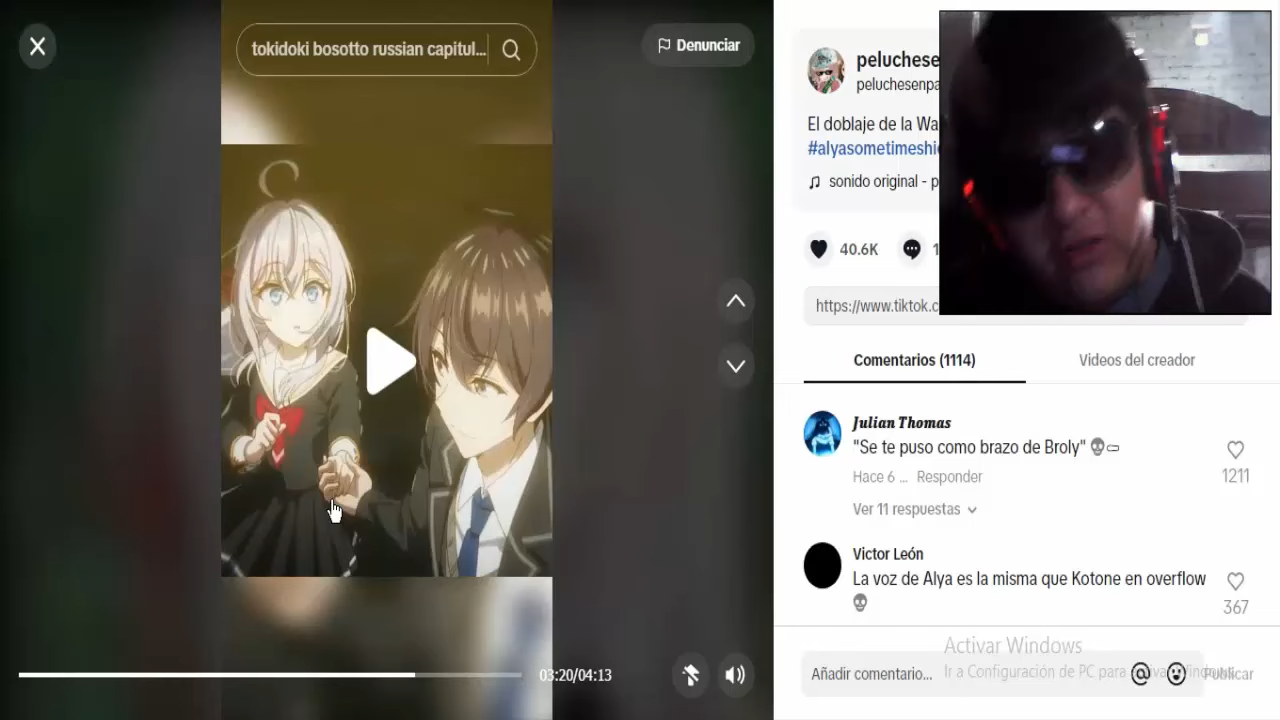 tokidoki bosotto russian capitul...
Denunciar
peluchese
peluchesenpa
El doblaje de la Wa
#alyasometimeshi
sonido original - p
40.6K
1
https://www.tiktok.c
Comentarios (1114)
Videos del creador
Julian Thomas
"Se te puso como brazo de Broly" 💀
Hace 6 ... Responder
1211
Ver 11 respuestas
Victor León
La voz de Alya es la misma que Kotone en overflow
💀
367
03:20/04:13
Añadir comentario...
Publicar
Activar Windows
Ir a Configuración de PC para activar Windows.